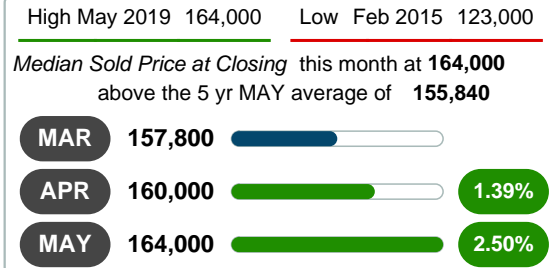 High May 2019 164,000 Low Feb 2015 123,000
Median Sold Price at Closing this month at 164,000
above the 5 yr MAY average of 155,840
MAR 157,800
APR 160,000 1.39%
MAY 164,000 2.50%